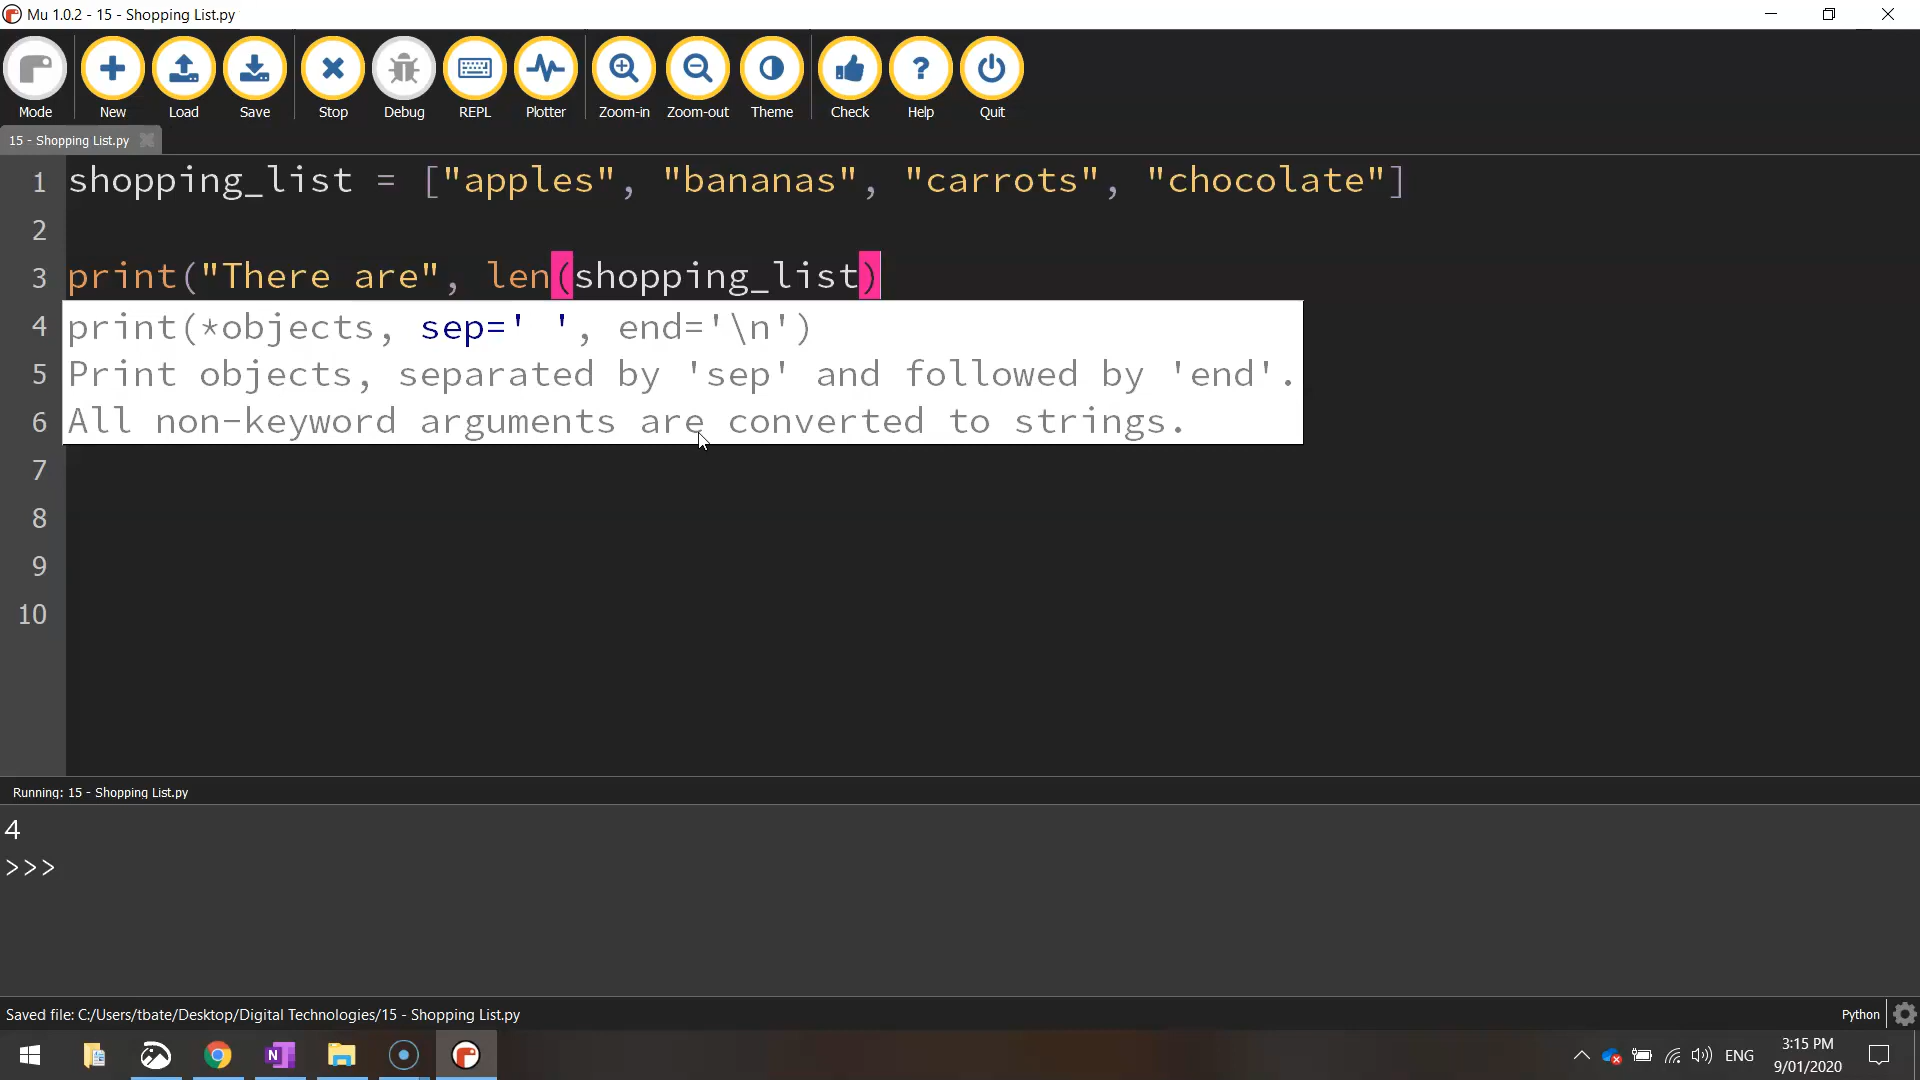 Mu 1.0.2 - 15 - Shopping List.py
Mode New Load Save Stop Debug REPL Plotter Zoom-in Zoom-out Theme Check Help Quit
15 - Shopping List.py
1 shopping_list = ["apples", "bananas", "carrots", "chocolate"]
2
3 print("There are", len(shopping_list)
4 print(*objects, sep=' ', end='\n')
5 Print objects, separated by 'sep' and followed by 'end'.
6 All non-keyword arguments are converted to strings.
7
8
9
10
Running: 15 - Shopping List.py
4
>>>
Saved file: C:/Users/tbate/Desktop/Digital Technologies/15 - Shopping List.py
Python
ENG
3:15 PM
9/01/2020